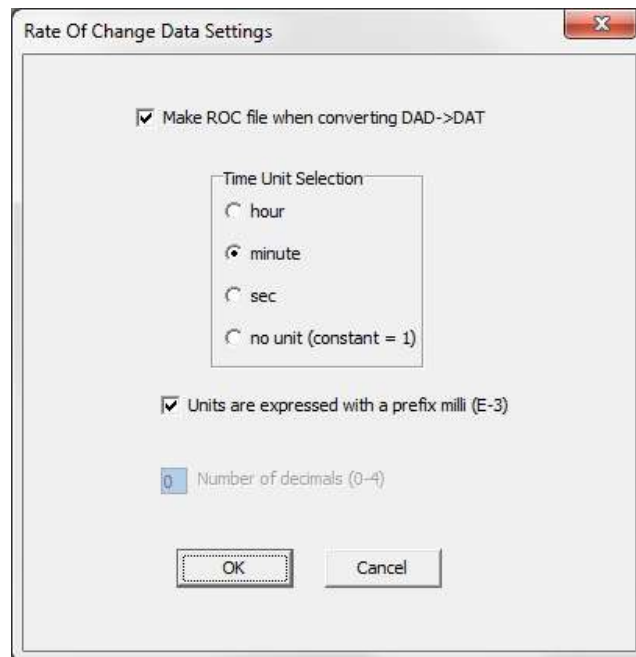 Rate Of Change Data Settings
Make ROC file when converting DAD->DAT
Time Unit Selection
hour
minute
sec
no unit (constant = 1)
Units are expressed with a prefix milli (E-3)
0 Number of decimals (0-4)
OK Cancel